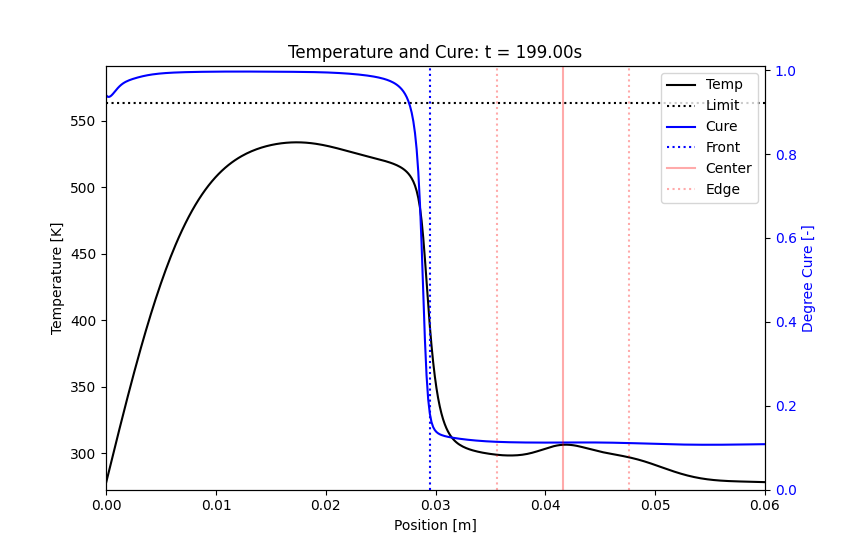 Temperature and Cure: t = 199.00s
Temperature [K]
550
500
450
400
350
300
Temp
Limit
Cure
Front
Center
Edge
1.0
0.8
0.6
0.4
0.2
0.0
Degree Cure [-]
0.00 0.01 0.02 0.03 0.04 0.05 0.06
Position [m]